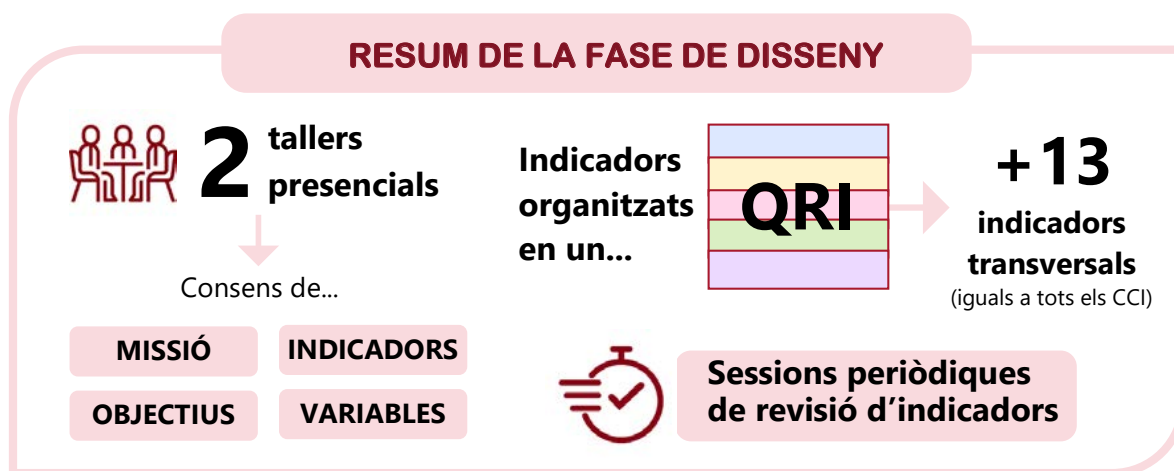 RESUM DE LA FASE DE DISSENY
2
tallers
presencials
Consens de...
MISSIÓ
INDICADORS
OBJECTIUS
VARIABLES
Indicadors
organitzats
en un...
QRI
+13
indicadors
transversals
(iguals a tots els CCI)
Sessions periòdiques
de revisió d’indicadors